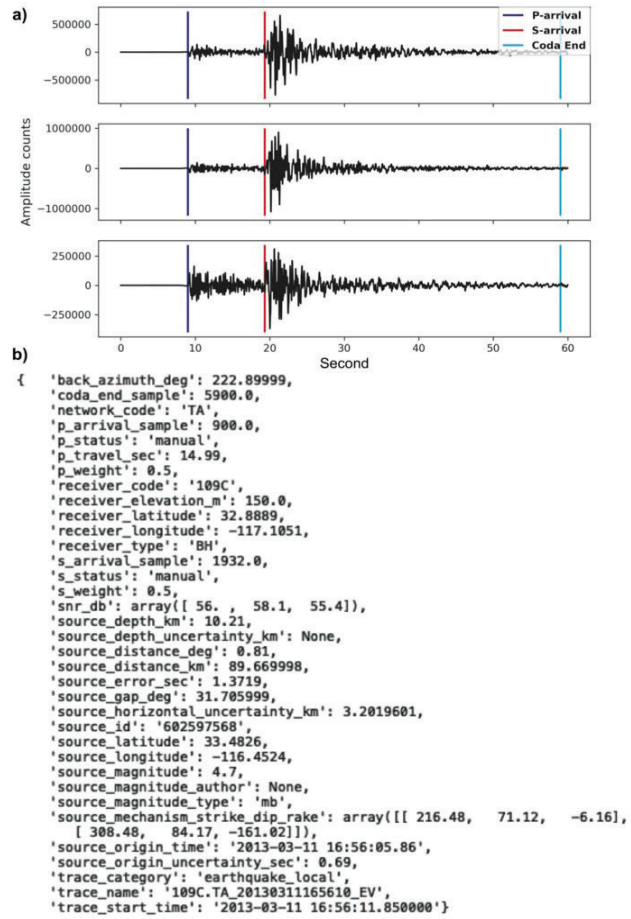 a)
P-arrival
S-arrival
Coda End
500000
0
−500000
1000000
0
−1000000
250000
0
−250000
Amplitude counts
0 10 20 30 40 50 60
Second
b)
{ 'back_azimuth_deg': 222.89999,
'coda_end_sample': 5900.0,
'network_code': 'TA',
'p_arrival_sample': 900.0,
'p_status': 'manual',
'p_travel_sec': 14.99,
'p_weight': 0.5,
'receiver_code': '109C',
'receiver_elevation_m': 150.0,
'receiver_latitude': 32.8889,
'receiver_longitude': -117.1051,
'receiver_type': 'BH',
's_arrival_sample': 1932.0,
's_status': 'manual',
's_weight': 0.5,
'snr_db': array([ 56. , 58.1, 55.4]),
'source_depth_km': 10.21,
'source_depth_uncertainty_km': None,
'source_distance_deg': 0.81,
'source_distance_km': 89.669998,
'source_error_sec': 1.3719,
'source_gap_deg': 31.705999,
'source_horizontal_uncertainty_km': 3.2019601,
'source_id': '602597568',
'source_latitude': 33.4826,
'source_longitude': -116.4524,
'source_magnitude': 4.7,
'source_magnitude_author': None,
'source_magnitude_type': 'mb',
'source_mechanism_strike_dip_rake': array([[ 216.48, 71.12, -6.16],
[ 308.48, 84.17, -161.02]]),
'source_origin_time': '2013-03-11 16:56:05.86',
'source_origin_uncertainty_sec': 0.69,
'trace_category': 'earthquake_local',
'trace_name': '109C.TA_20130311165610_EV',
'trace_start_time': '2013-03-11 16:56:11.850000'}